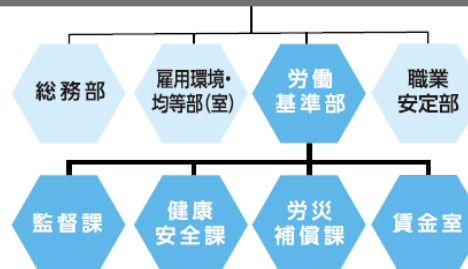 総務部
雇用環境・
均等部(室)
労働
基準部
職業
安定部
監督課
健康
安全課
労災
補償課
賃金室